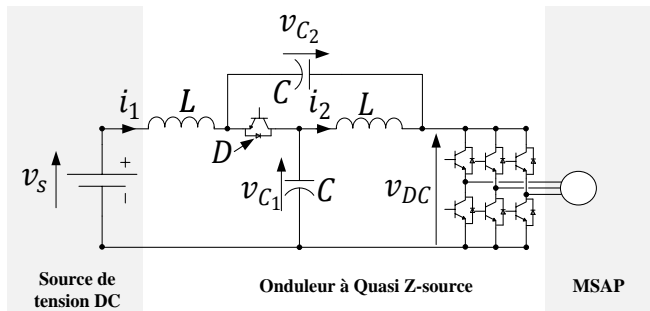 v_{C_2}
C
i_1
L
i_2
L
D
+
−
v_s
v_{C_1}
C
v_{DC}
Source de
tension DC
Onduleur à Quasi Z-source
MSAP